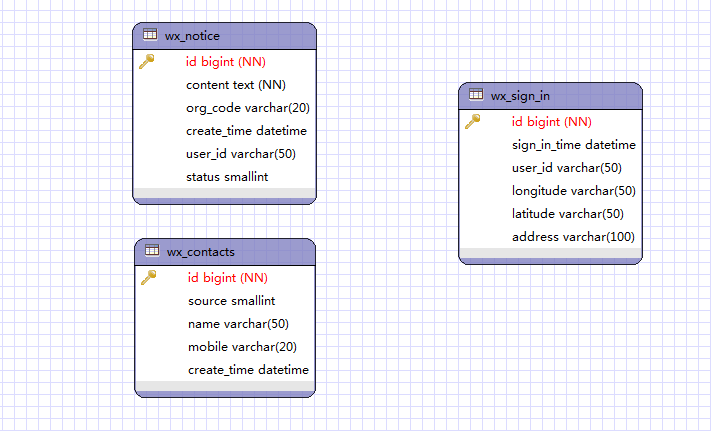 wx_notice
id bigint (NN)
content text (NN)
org_code varchar(20)
create_time datetime
user_id varchar(50)
status smallint
wx_sign_in
id bigint (NN)
sign_in_time datetime
user_id varchar(50)
longitude varchar(50)
latitude varchar(50)
address varchar(100)
wx_contacts
id bigint (NN)
source smallint
name varchar(50)
mobile varchar(20)
create_time datetime